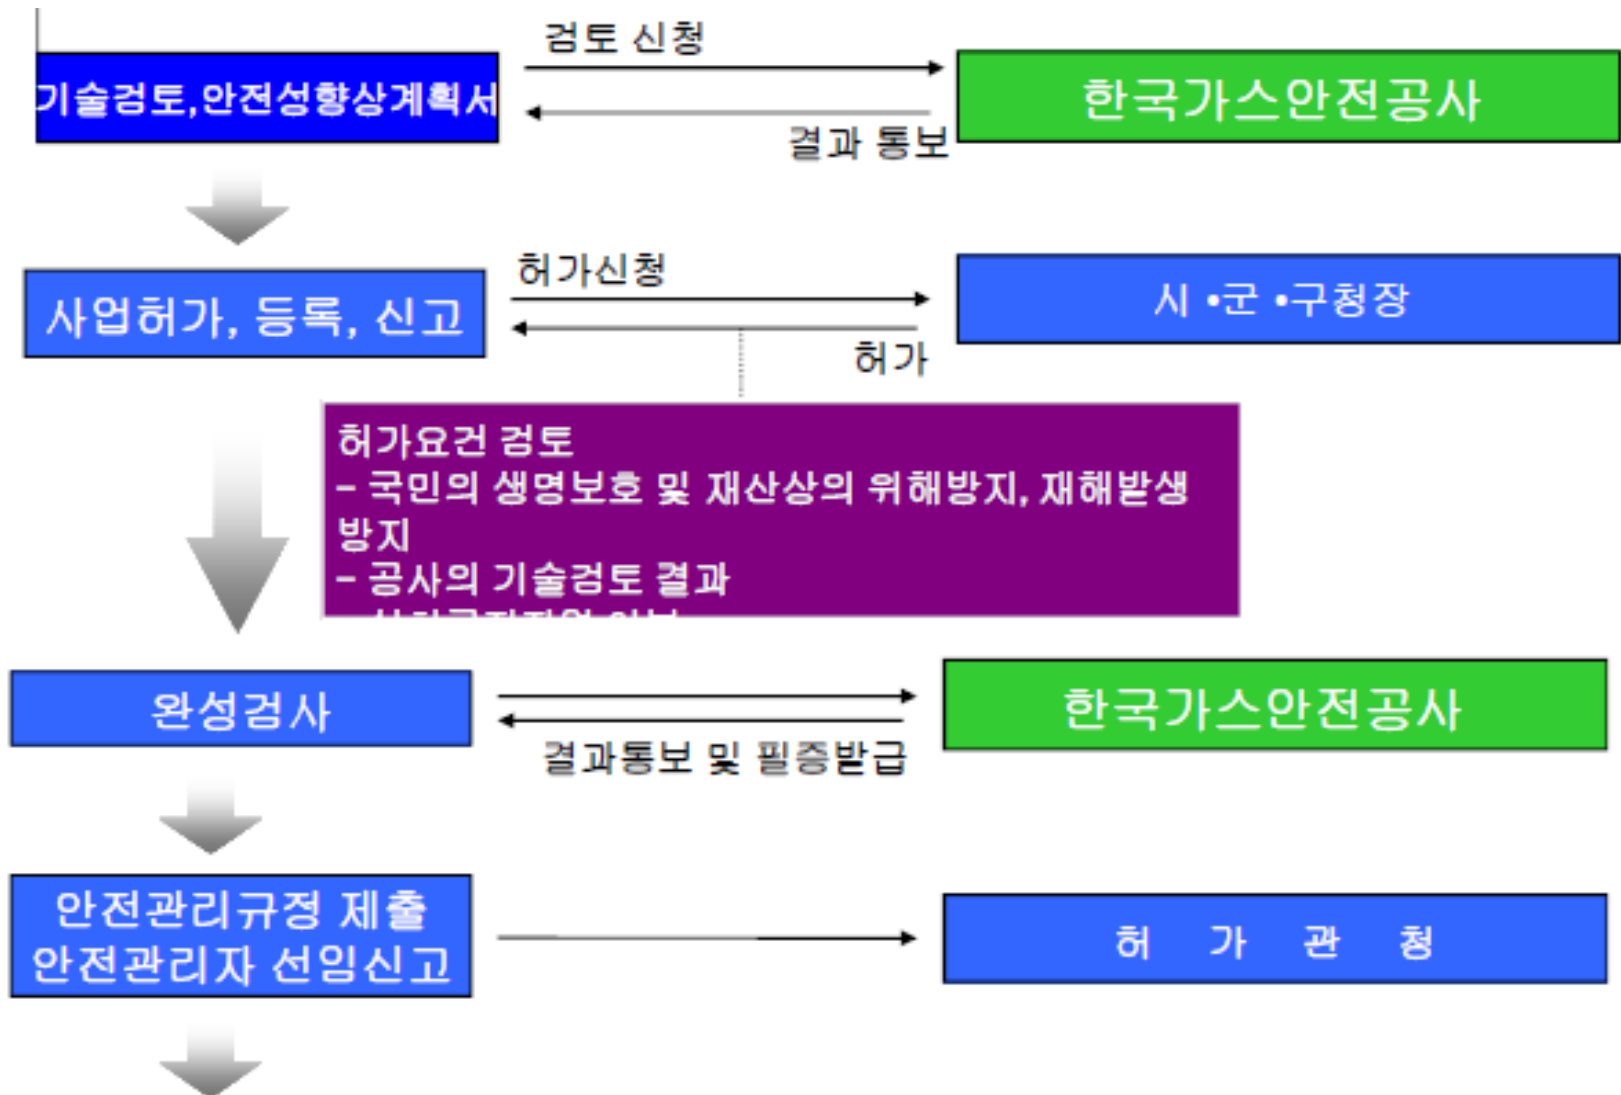 검토 신청
기술검토,안전성향상계획서
한국가스안전공사
결과 통보
허가신청
사업허가, 등록, 신고
시 •군 •구청장
허가
허가요건 검토
- 국민의 생명보호 및 재산상의 위해방지, 재해발생
방지
- 공사의 기술검토 결과
완성검사
한국가스안전공사
결과통보 및 필증발급
안전관리규정 제출
안전관리자 선임신고
허 가 관 청